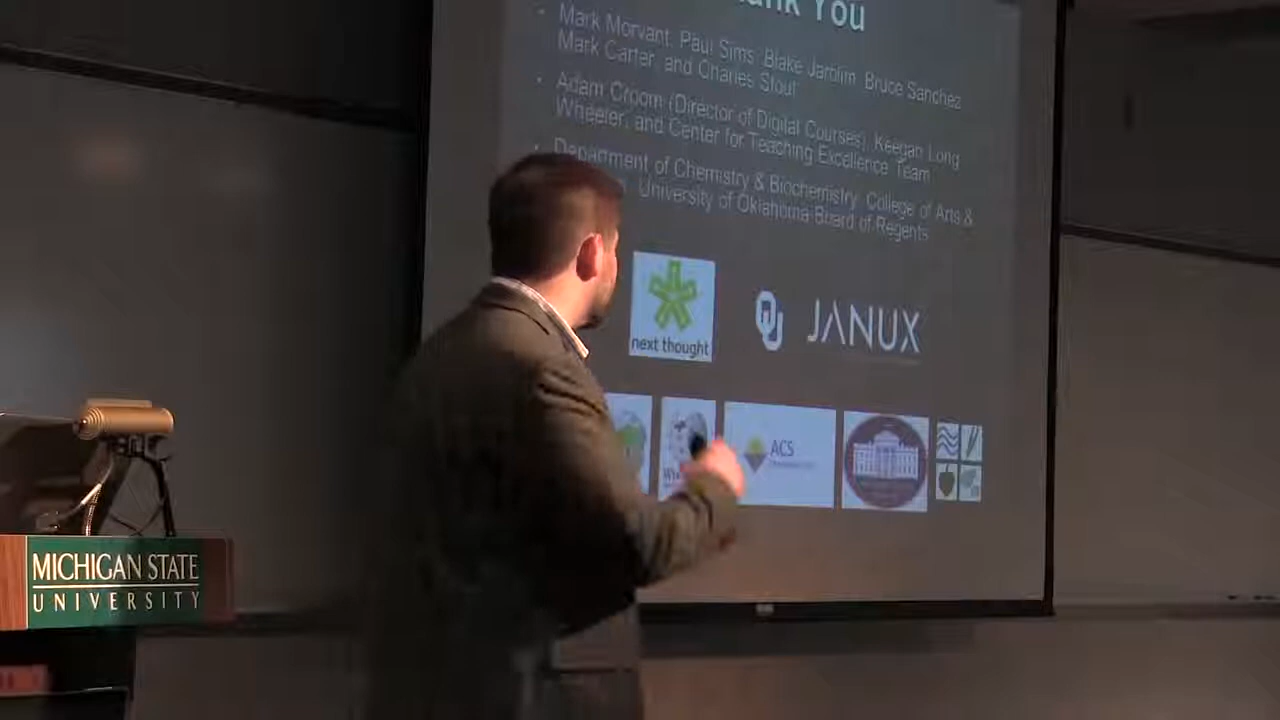 Thank You
Mark Morvant, Paul Sims, Blake Jardim, Bruce Sanchez
Mark Carter, and Charles Stout
Adam Croom (Director of Digital Courses), Keegan Long
Wheeler, and Center for Teaching Excellence Team
Department of Chemistry & Biochemistry, College of Arts &
University of Oklahoma Board of Regents
next thought
OU JANUX
ACS
MICHIGAN STATE
UNIVERSITY